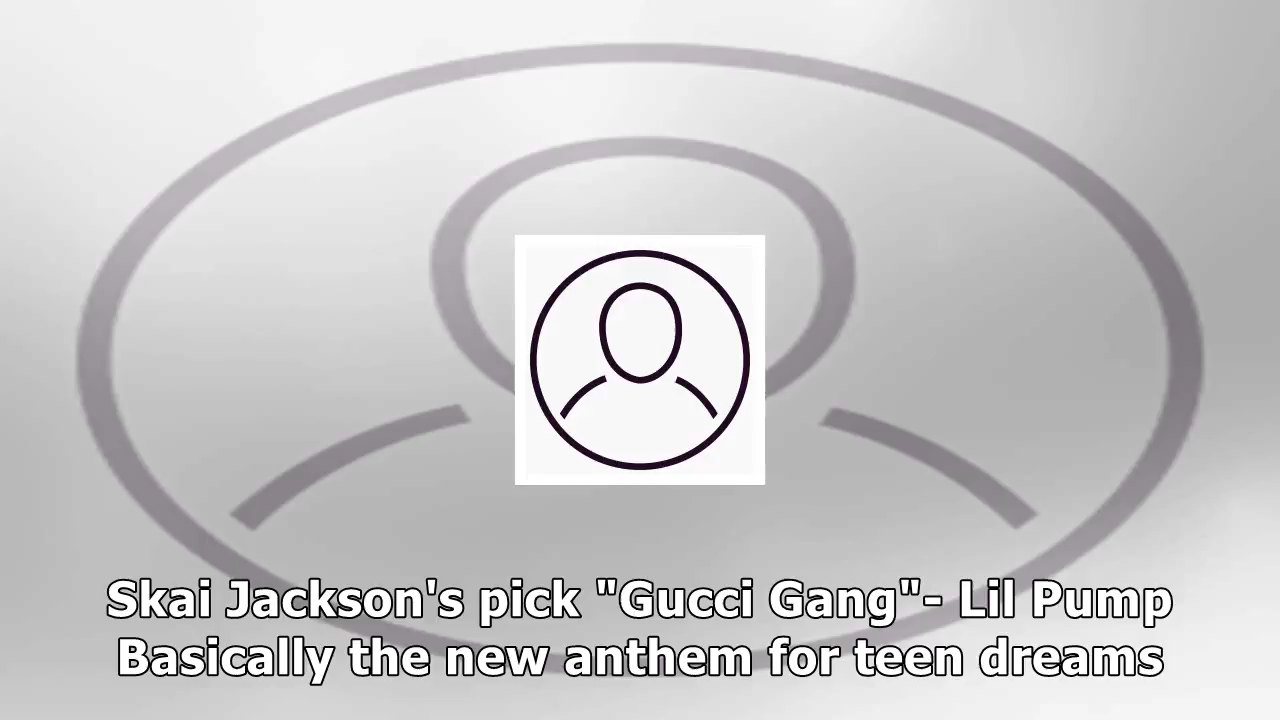 Skai Jackson's pick "Gucci Gang"- Lil Pump
Basically the new anthem for teen dreams